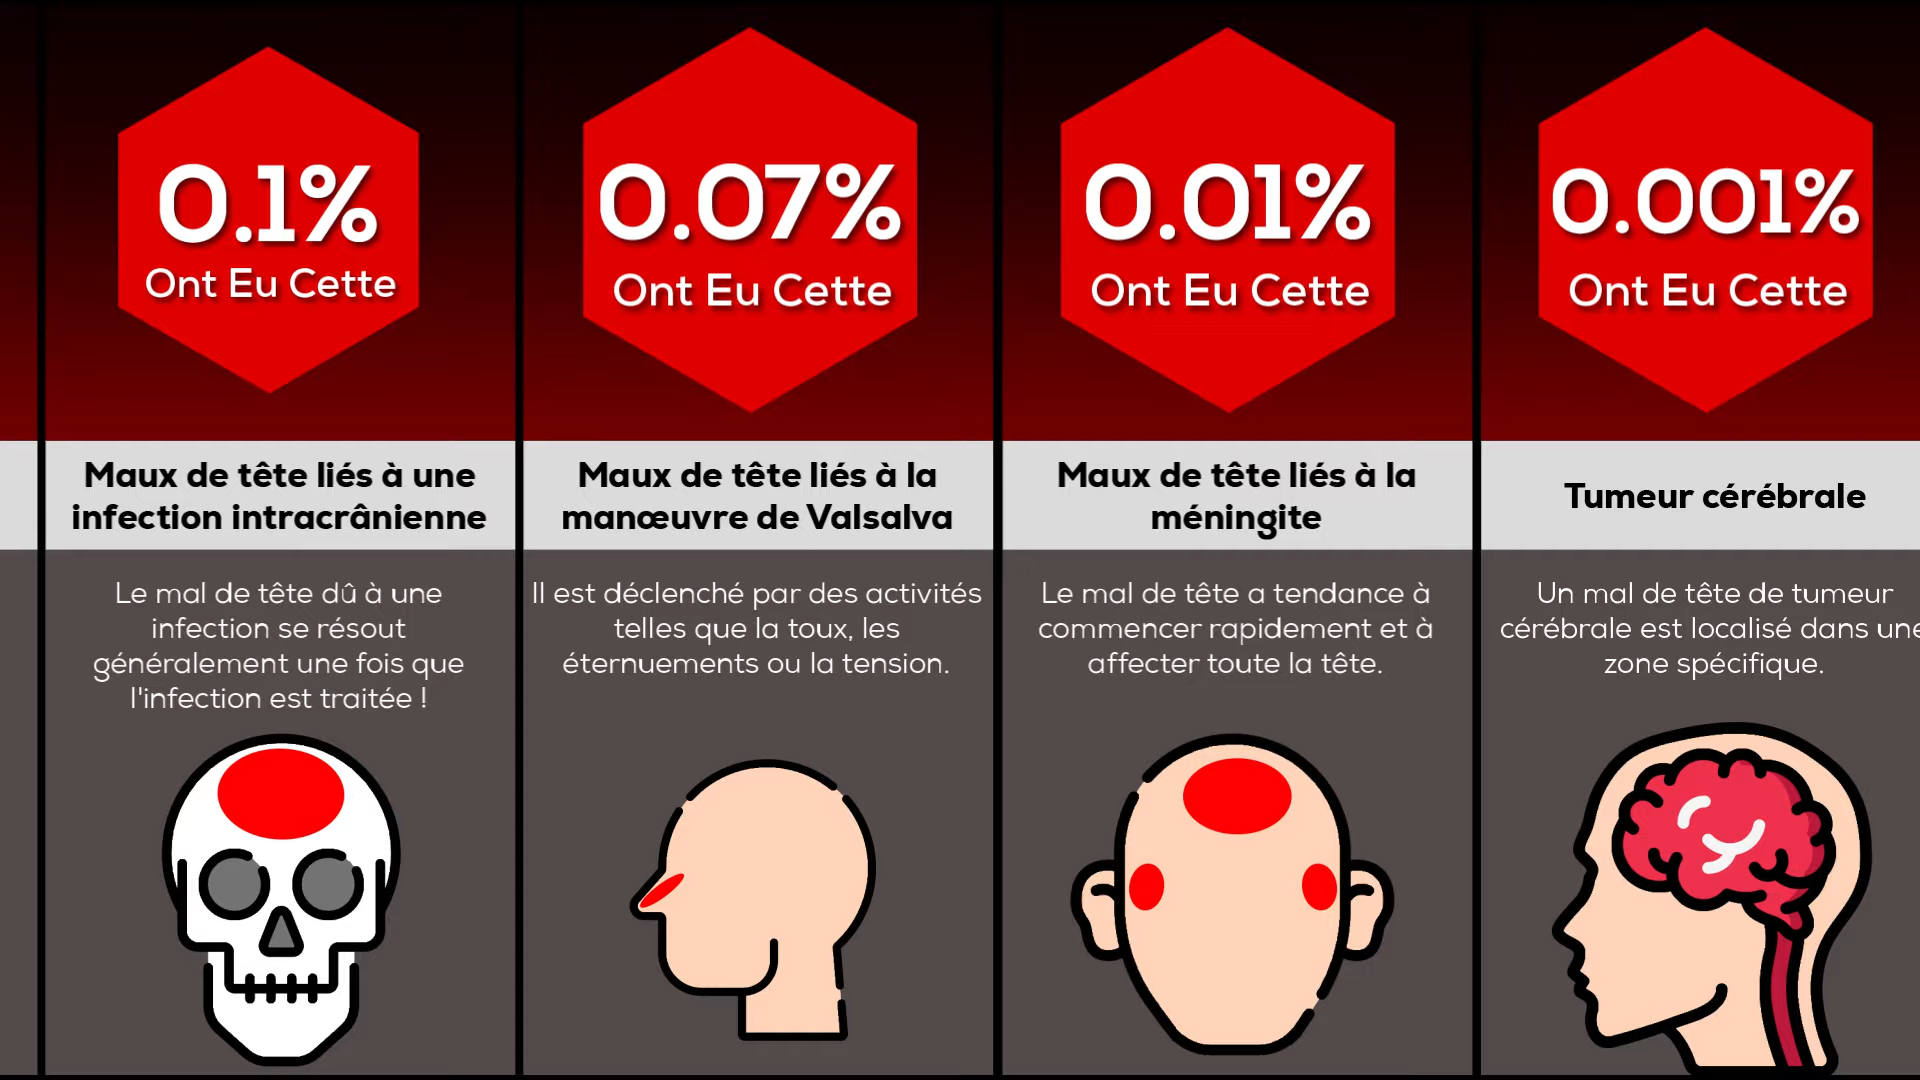 0.1%
Ont Eu Cette
Maux de tête liés à une
infection intracrânienne
Le mal de tête dû à une
infection se résout
généralement une fois que
l'infection est traitée !
0.07%
Ont Eu Cette
Maux de tête liés à la
manœuvre de Valsalva
Il est déclenché par des activités
telles que la toux, les
éternuements ou la tension.
0.01%
Ont Eu Cette
Maux de tête liés à la
méningite
Le mal de tête a tendance à
commencer rapidement et à
affecter toute la tête.
0.001%
Ont Eu Cette
Tumeur cérébrale
Un mal de tête de tumeur
cérébrale est localisé dans une
zone spécifique.